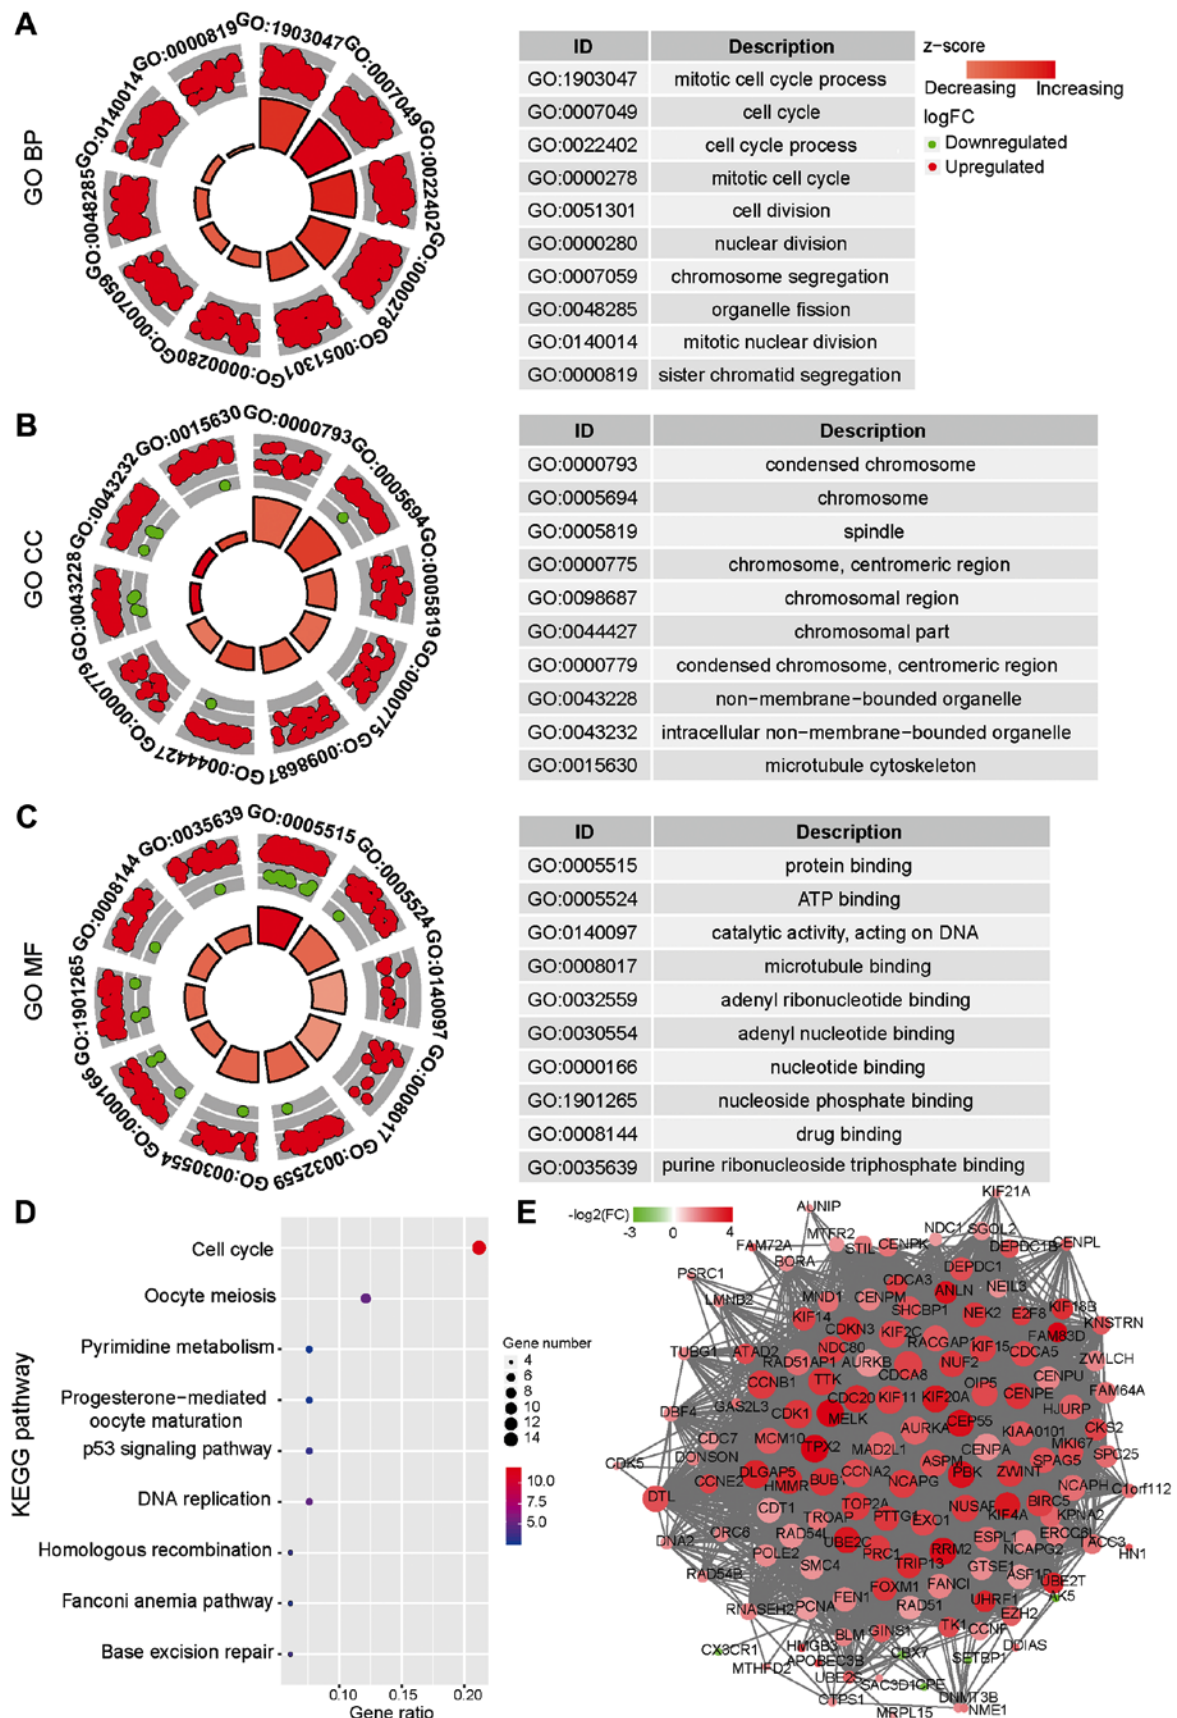 A
GO BP
GO:1903047
GO:0007049
GO:0022402
GO:0000278
GO:0051301
GO:0000280
GO:0007059
GO:0048285
GO:0140014
GO:0000819
ID Description
GO:1903047 mitotic cell cycle process
GO:0007049 cell cycle
GO:0022402 cell cycle process
GO:0000278 mitotic cell cycle
GO:0051301 cell division
GO:0000280 nuclear division
GO:0007059 chromosome segregation
GO:0048285 organelle fission
GO:0140014 mitotic nuclear division
GO:0000819 sister chromatid segregation
z-score
Decreasing Increasing
logFC
Downregulated
Upregulated
B
GO CC
GO:0000793
GO:0005694
GO:0005819
GO:0000775
GO:0098687
GO:0044427
GO:0000779
GO:0043228
GO:0043232
GO:0015630
ID Description
GO:0000793 condensed chromosome
GO:0005694 chromosome
GO:0005819 spindle
GO:0000775 chromosome, centromeric region
GO:0098687 chromosomal region
GO:0044427 chromosomal part
GO:0000779 condensed chromosome, centromeric region
GO:0043228 non-membrane-bounded organelle
GO:0043232 intracellular non-membrane-bounded organelle
GO:0015630 microtubule cytoskeleton
C
GO MF
GO:0005515
GO:0005524
GO:0140097
GO:0008017
GO:0032559
GO:0030554
GO:0000166
GO:1901265
GO:0008144
GO:0035639
ID Description
GO:0005515 protein binding
GO:0005524 ATP binding
GO:0140097 catalytic activity, acting on DNA
GO:0008017 microtubule binding
GO:0032559 adenyl ribonucleotide binding
GO:0030554 adenyl nucleotide binding
GO:0000166 nucleotide binding
GO:1901265 nucleoside phosphate binding
GO:0008144 drug binding
GO:0035639 purine ribonucleoside triphosphate binding
D
KEGG pathway
Cell cycle
Oocyte meiosis
Pyrimidine metabolism
Progesterone-mediated
oocyte maturation
p53 signaling pathway
DNA replication
Homologous recombination
Fanconi anemia pathway
Base excision repair
0.10 0.15 0.20
Gene ratio
Gene number
4
6
8
10
12
14
10.0
7.5
5.0
E
-log2(FC)
-3 0 4
KIF21A
AUNIP
MTFR2 NDC1 SGOL2
FAM72A STIL CENPK DEPDC1B CENPL
BORA DEPDC1
PSRC1 CDCA3 ANLN NEIL3
LMNB2 MND1 CENPM SHCBP1 NEK2 E2F8 KIF18B
KIF14 CDKN3 KIF2C RACGAP1 KIF15 FAM83D KNSTRN
TUBG1 ATAD2 NDC80 CDCA5 ZWILCH
RAD51AP1 AURKB CDCA8 NUF2 CENPU
CCNB1 TTK OIP5 CENPE FAM64A
GAS2L3 CDC20 KIF11 KIF20A HJURP
DBF4 CDK1 MELK AURKA CEP55 KIAA0101 CKS2
CDC7 MCM10 TPX2 MAD2L1 CENPA MKI67 SPC25
CDK5 DONSON ASPM SPAG5
CCNE2 DLGAP5 HMMR BUB1 CCNA2 NCAPG PBK ZWINT NCAPH C1orf112
DTL CDT1 TOP2A NUSAP KIF4A BIRC5 KPNA2
TROAP PTTG1 EXO1
DNA2 ORC6 RAD54L UBE2C ESPL1 ERCC6L TACC3
POLE2 PRC1 RRM2 NCAPG2 HN1
RAD54B SMC4 TRIP13 GTSE1 ASF1B UBE2T
FOXM1 FANCI AK5
RNASEH2 PCNA FEN1 RAD51 UHRF1 EZH2
BLM GINS1 TK1 CCNF
CX3CR1 HMGB3 CBX7 SETBP1 DDIAS
MTHFD2 APOBEC3B
UBE2S SAC3D1 CPE
CTPS1 DNMT3B
MRPL15 NME1